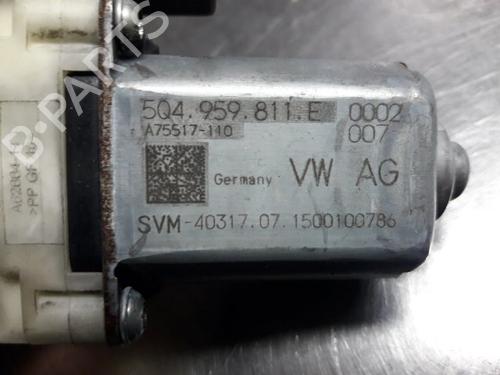 5Q4.959.811.E 0002
A75517-110 007
Germany VW AG
SVM-40317.07.1500100786
B-PARTS